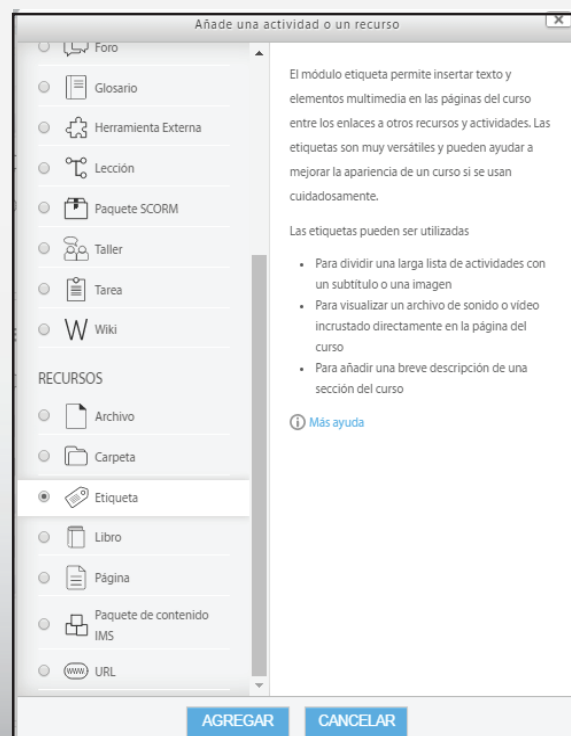 Añade una actividad o un recurso
Foro
Glosario
Herramienta Externa
Lección
Paquete SCORM
Taller
Tarea
Wiki
RECURSOS
Archivo
Carpeta
Etiqueta
Libro
Página
Paquete de contenido
IMS
www
URL
El módulo etiqueta permite insertar texto y
elementos multimedia en las páginas del curso
entre los enlaces a otros recursos y actividades. Las
etiquetas son muy versátiles y pueden ayudar a
mejorar la apariencia de un curso si se usan
cuidadosamente.
Las etiquetas pueden ser utilizadas
• Para dividir una larga lista de actividades con
un subtítulo o una imagen
• Para visualizar un archivo de sonido o vídeo
incrustado directamente en la página del
curso
• Para añadir una breve descripción de una
sección del curso
Más ayuda
AGREGAR
CANCELAR